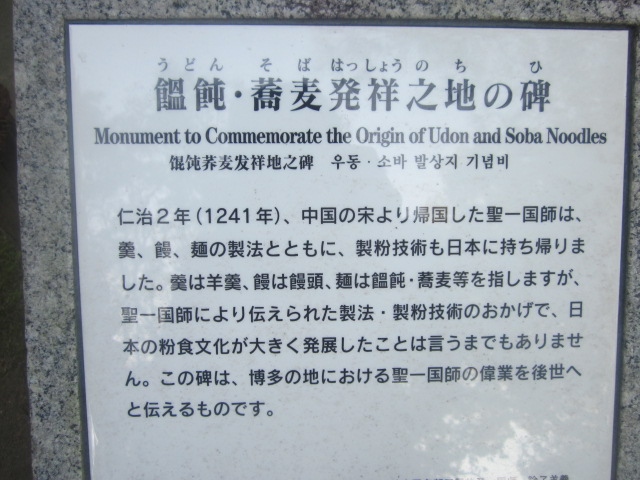 うどん そば はっしょう の ち ひ
饂飩・蕎麦発祥之地の碑
Monument to Commemorate the Origin of Udon and Soba Noodles
馄饨荞麦发祥地之碑 우동·소바 발상지 기념비
仁治2年(1241年)、中国の宋より帰国した聖一国師は、
羹、饅、麺の製法とともに、製粉技術も日本に持ち帰りま
した。羹は羊羹、饅は饅頭、麺は饂飩・蕎麦等を指しますが、
聖一国師により伝えられた製法・製粉技術のおかげで、日
本の粉食文化が大きく発展したことは言うまでもありませ
ん。この碑は、博多の地における聖一国師の偉業を後世へ
と伝えるものです。